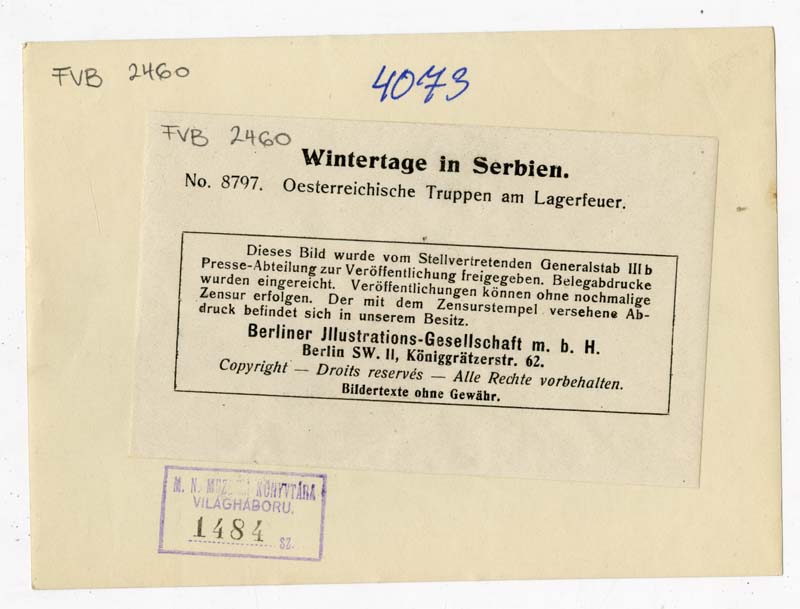 FVB 2460
4073
FVB 2460
Wintertage in Serbien.
No. 8797. Oesterreichische Truppen am Lagerfeuer.
Dieses Bild wurde vom Stellvertretenden Generalstab III b
Presse-Abteilung zur Veröffentlichung freigegeben. Belegabdrucke
wurden eingereicht. Veröffentlichungen können ohne nochmalige
Zensur erfolgen. Der mit dem Zensurstempel versehene Ab-
druck befindet sich in unserem Besitz.
Berliner Jllustrations-Gesellschaft m. b. H.
Berlin SW. II, Königgrätzerstr. 62.
Copyright — Droits reservés — Alle Rechte vorbehalten.
Bildertexte ohne Gewähr.
M. N. KÖNYVTÁRA
VILÁGHÁBORU.
1484 sz.